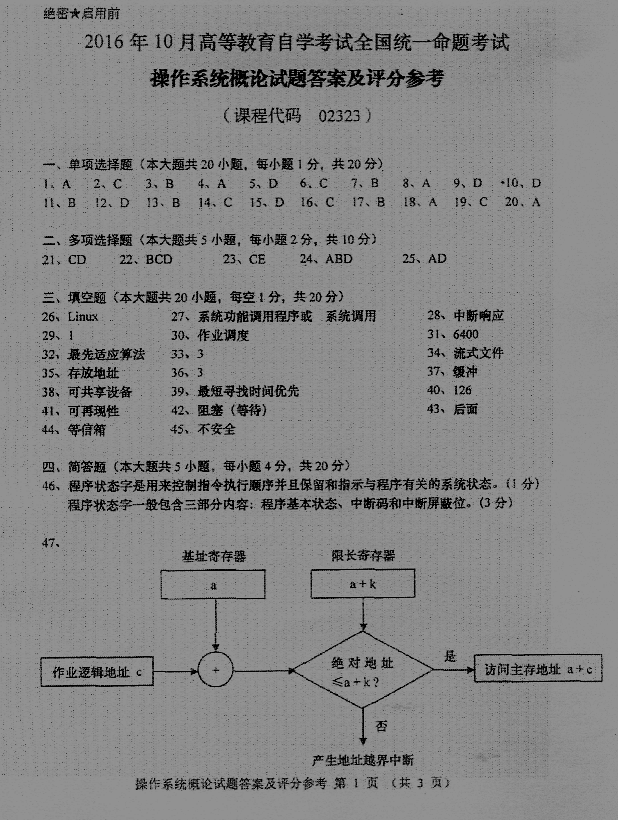 绝密★启用前
2016 年 10 月高等教育自学考试全国统一命题考试
操作系统概论试题答案及评分参考
（课程代码 02323）
一、单项选择题（本大题共 20 小题，每小题 1 分，共 20 分）
1、A 2、C 3、B 4、A 5、D 6、C 7、B 8、A 9、D 10、D
11、B 12、D 13、B 14、C 15、D 16、C 17、B 18、A 19、C 20、A
二、多项选择题（本大题共 5 小题，每小题 2 分，共 10 分）
21、CD 22、BCD 23、CE 24、ABD 25、AD
三、填空题（本大题共 20 小题，每空 1 分，共 20 分）
26、Linux 27、系统功能调用程序或 系统调用 28、中断响应
29、1 30、作业调度 31、6400
32、最先适应算法 33、3 34、流式文件
35、存放地址 36、3 37、缓冲
38、可共享设备 39、最短寻找时间优先 40、126
41、可再现性 42、阻塞（等待） 43、后面
44、等信箱 45、不安全
四、简答题（本大题共 5 小题，每小题 4 分，共 20 分）
46、程序状态字是用来控制指令执行顺序并且保留和指示与程序有关的系统状态。(1 分)
程序状态字一般包含三部分内容：程序基本状态、中断码和中断屏蔽位。(3 分)
47、
基址寄存器 限长寄存器
a a+k
作业逻辑地址 c + 绝对地址 是 访问主存地址 a+c
≤a+k?
否
产生地址越界中断
操作系统概论试题答案及评分参考 第 1 页 （共 3 页）